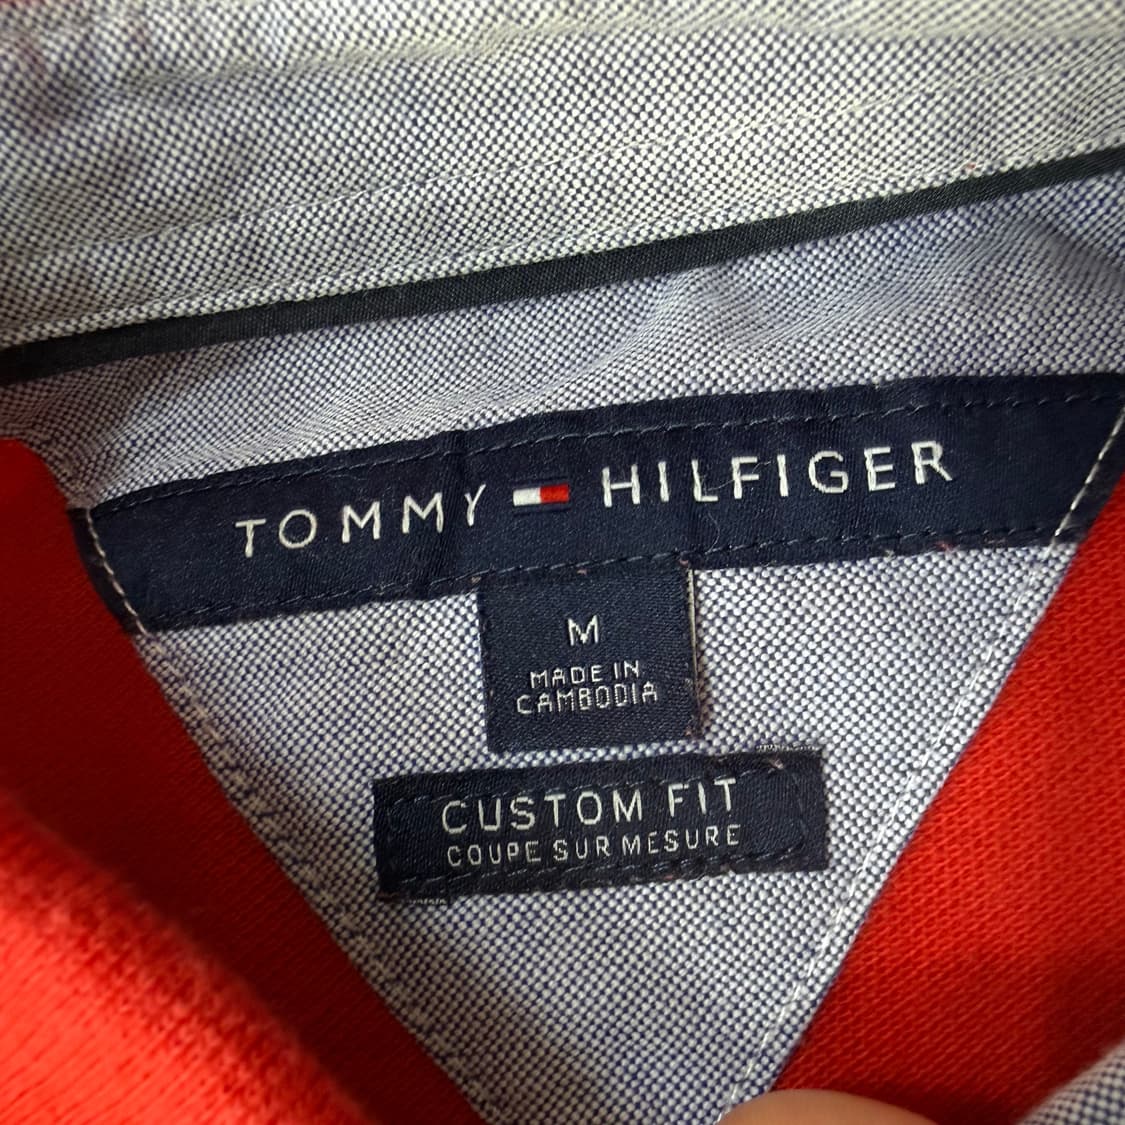 TOMMY HILFIGER
M
MADE IN
CAMBODIA
CUSTOM FIT
COUPE SUR MESURE